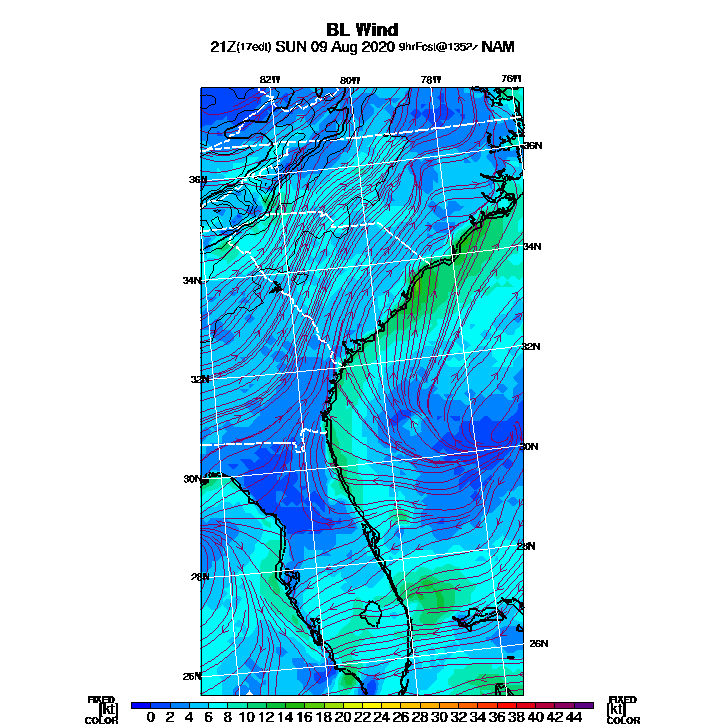 BL Wind
21Z(17edt) SUN 09 Aug 2020 9hrFcst@1352z NAM
82W 80W 78W 76W
36N
36N
34N
34N
32N
32N
30N
30N
28N
28N
26N
26N
FIXED FIXED
[kt] 0 2 4 6 8 10 12 14 16 18 20 22 24 26 28 30 32 34 36 38 40 42 44 [kt]
COLOR COLOR